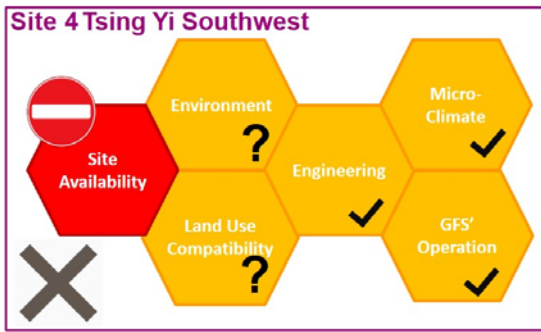 Site 4 Tsing Yi Southwest
Environment
?
Micro-
Climate
Site
Availability
Engineering
Land Use
Compatibility
?
GFS'
Operation